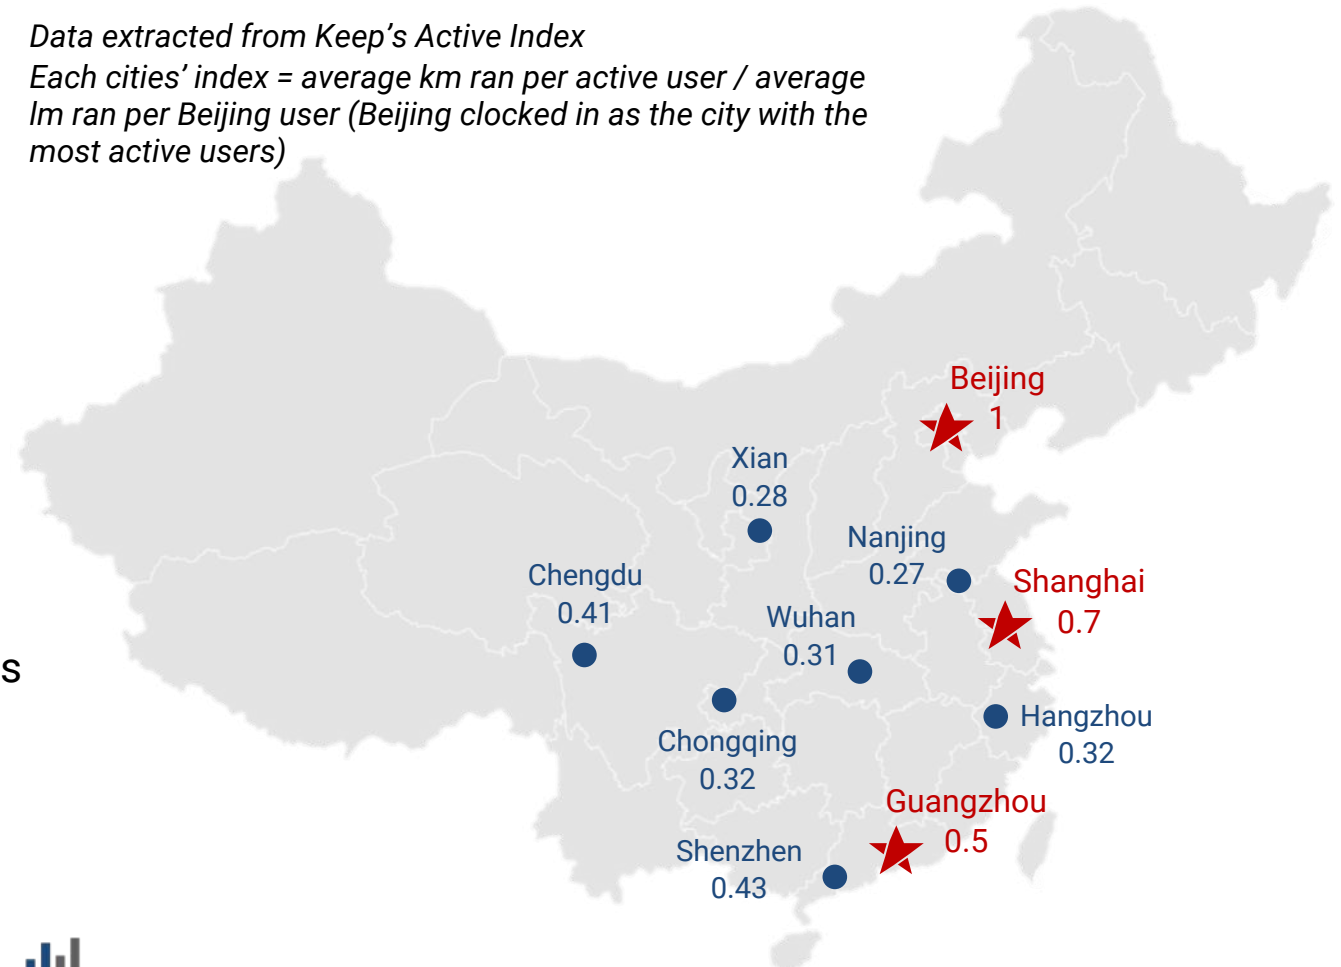 Data extracted from Keep's Active Index
Each cities' index = average km ran per active user / average
lm ran per Beijing user (Beijing clocked in as the city with the
most active users)
Beijing
1
Xian
0.28
Nanjing
0.27
Chengdu
0.41
Shanghai
0.7
Wuhan
0.31
s
Hangzhou
0.32
Chongqing
0.32
Guangzhou
0.5
Shenzhen
0.43